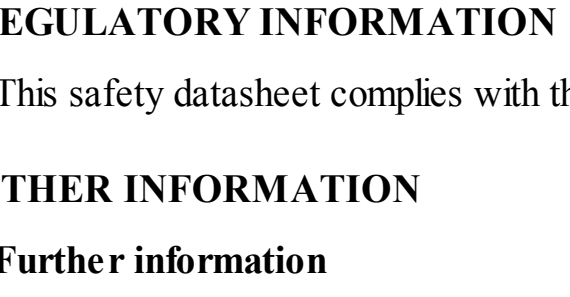 EGULATORY INFORMATION
This safety datasheet complies with th
THER INFORMATION
Further information